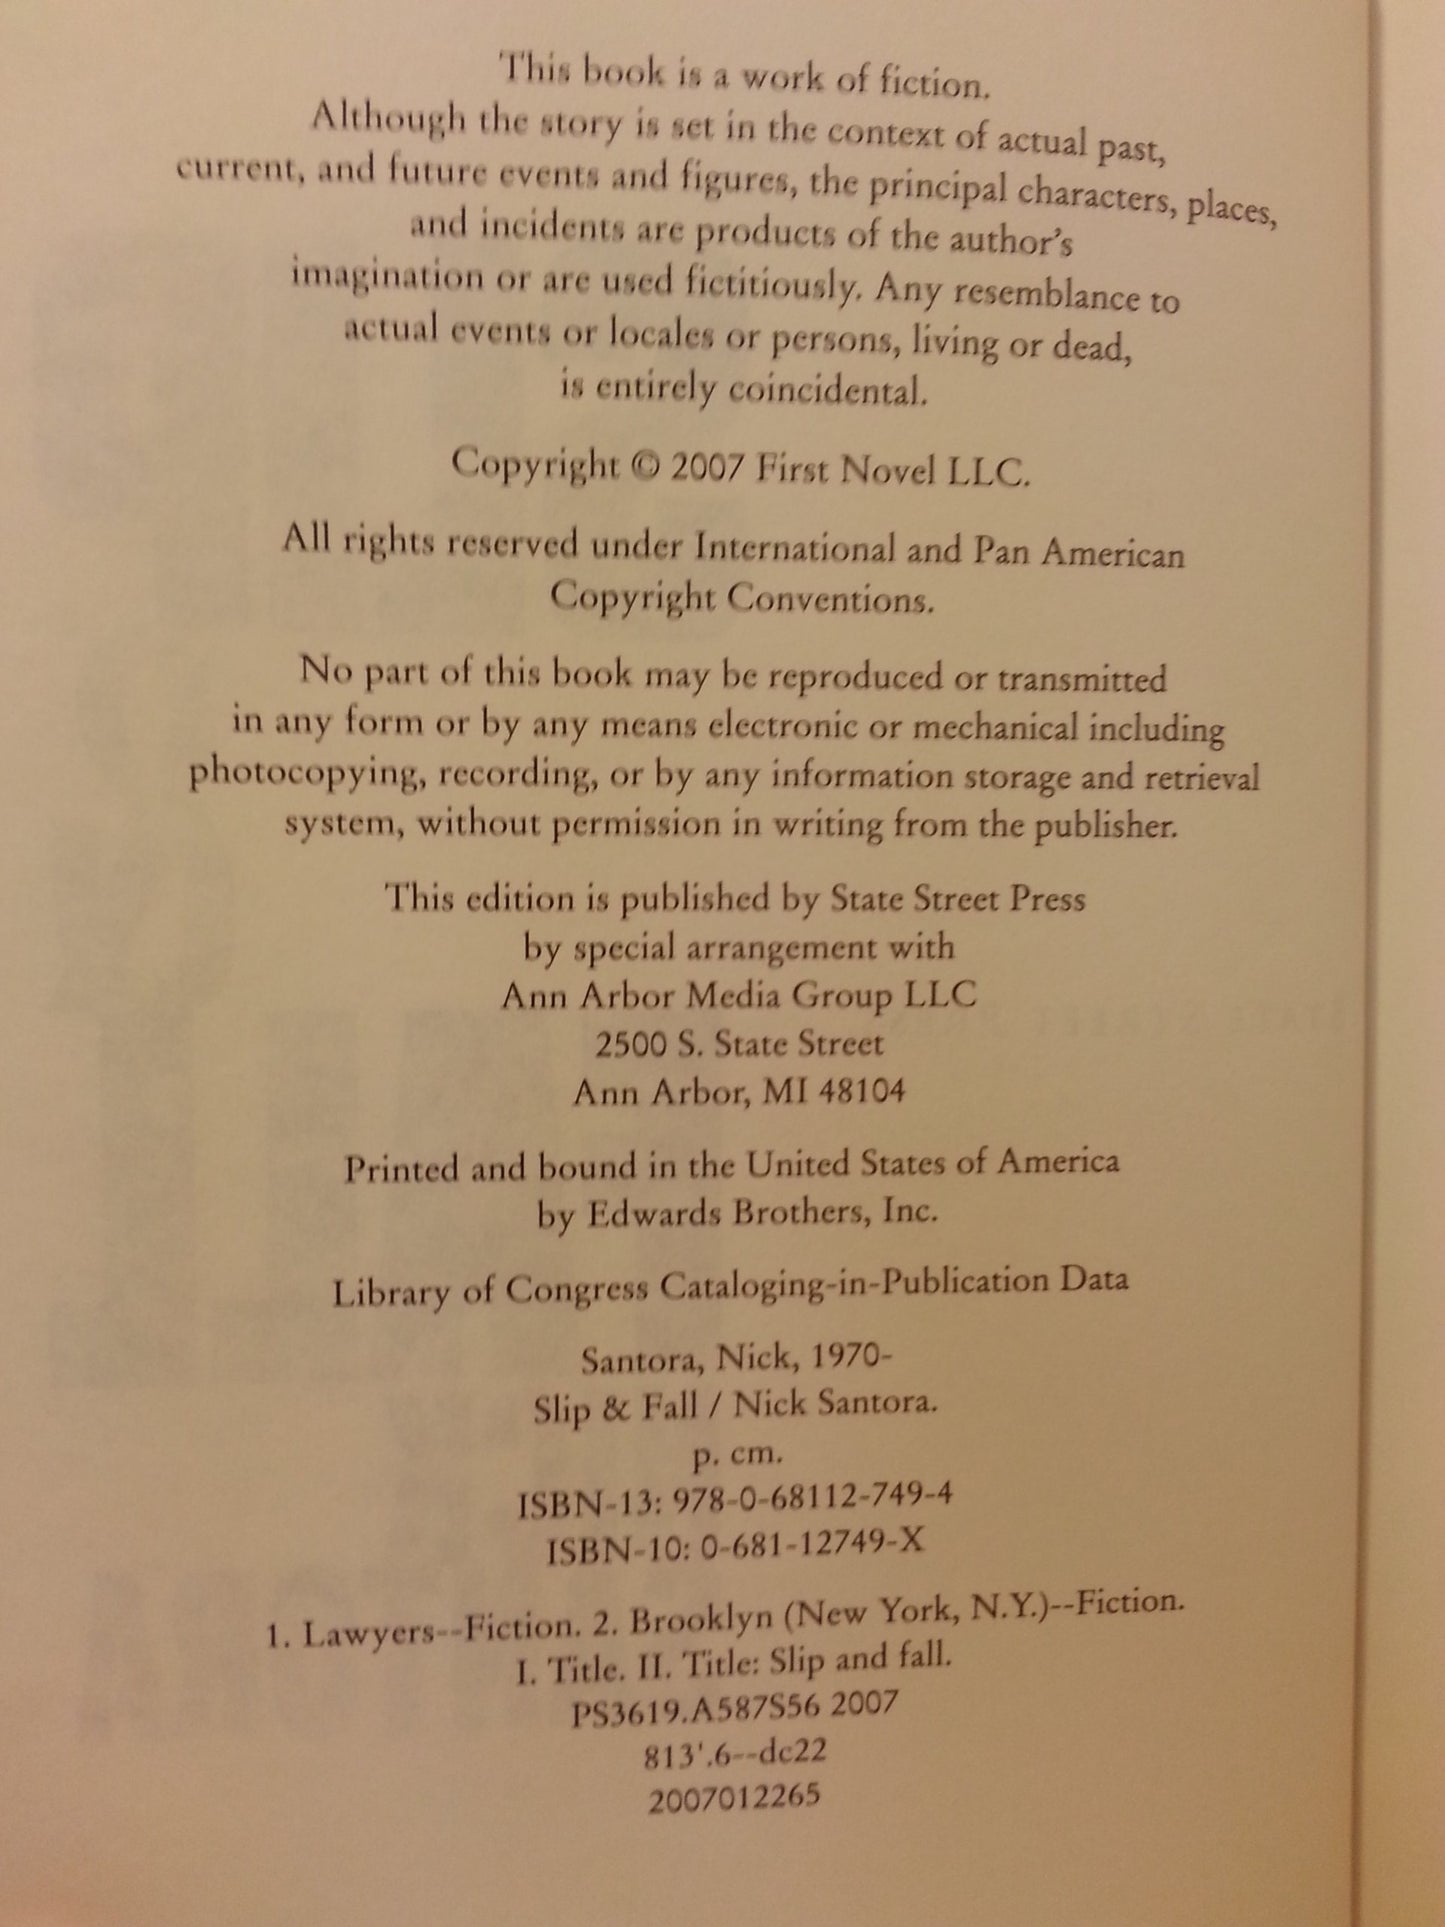 This book is a work of fiction.
Although the story is set in the context of actual past,
current, and future events and figures, the principal characters, places,
and incidents are products of the author's
imagination or are used fictitiously. Any resemblance to
actual events or locales or persons, living or dead,
is entirely coincidental.
Copyright © 2007 First Novel LLC.
All rights reserved under International and Pan American
Copyright Conventions.
No part of this book may be reproduced or transmitted
in any form or by any means electronic or mechanical including
photocopying, recording, or by any information storage and retrieval
system, without permission in writing from the publisher.
This edition is published by State Street Press
by special arrangement with
Ann Arbor Media Group LLC
2500 S. State Street
Ann Arbor, MI 48104
Printed and bound in the United States of America
by Edwards Brothers, Inc.
Library of Congress Cataloging-in-Publication Data
Santora, Nick, 1970-
Slip & Fall / Nick Santora.
p. cm.
ISBN-13: 978-0-68112-749-4
ISBN-10: 0-681-12749-X
1. Lawyers--Fiction. 2. Brooklyn (New York, N.Y.)--Fiction.
I. Title. II. Title: Slip and fall.
PS3619.A587S56 2007
813'.6--dc22
2007012265